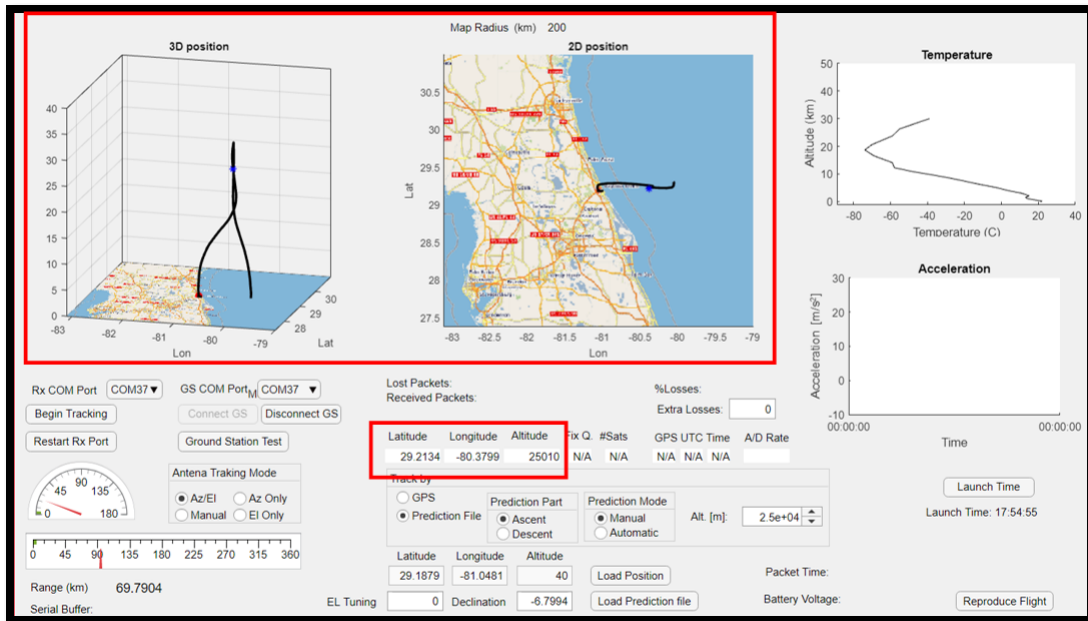 Map Radius (km) 200
3D position
2D position
40
35
30
25
20
15
10
5
0
-83
-82
-81
-80
-79
Lon
28
29
30
Lat
30.5
30
29.5
29
28.5
28
27.5
Lat
-83 -82.5 -82 -81.5 -81 -80.5 -80 -79.5 -79
Lon
Temperature
50
40
30
20
10
0
Altitude (km)
-80 -60 -40 -20 0 20 40
Temperature (C)
Acceleration
30
20
10
0
-10
Acceleration [m/s²]
00:00:00 00:00:00
Time
Rx COM Port COM37 GS COM Port M COM37
Begin Tracking Connect GS Disconnect GS
Restart Rx Port Ground Station Test
Lost Packets:
Received Packets:
%Losses:
Extra Losses: 0
Latitude Longitude Altitude Fix Q. #Sats GPS UTC Time A/D Rate
29.2134 -80.3799 25010 N/A N/A N/A N/A N/A
0 45 90 135 180
Antena Traking Mode
Az/El Az Only
Manual El Only
Track by
GPS
Prediction File
Prediction Part
Ascent
Descent
Prediction Mode
Manual
Automatic
Alt. [m]: 2.5e+04
Launch Time
Launch Time: 17:54:55
0 45 90 135 180 225 270 315 360
Range (km) 69.7904
Serial Buffer:
Latitude Longitude Altitude
29.1879 -81.0481 40 Load Position
EL Tuning 0 Declination -6.7994 Load Prediction file
Packet Time:
Battery Voltage:
Reproduce Flight